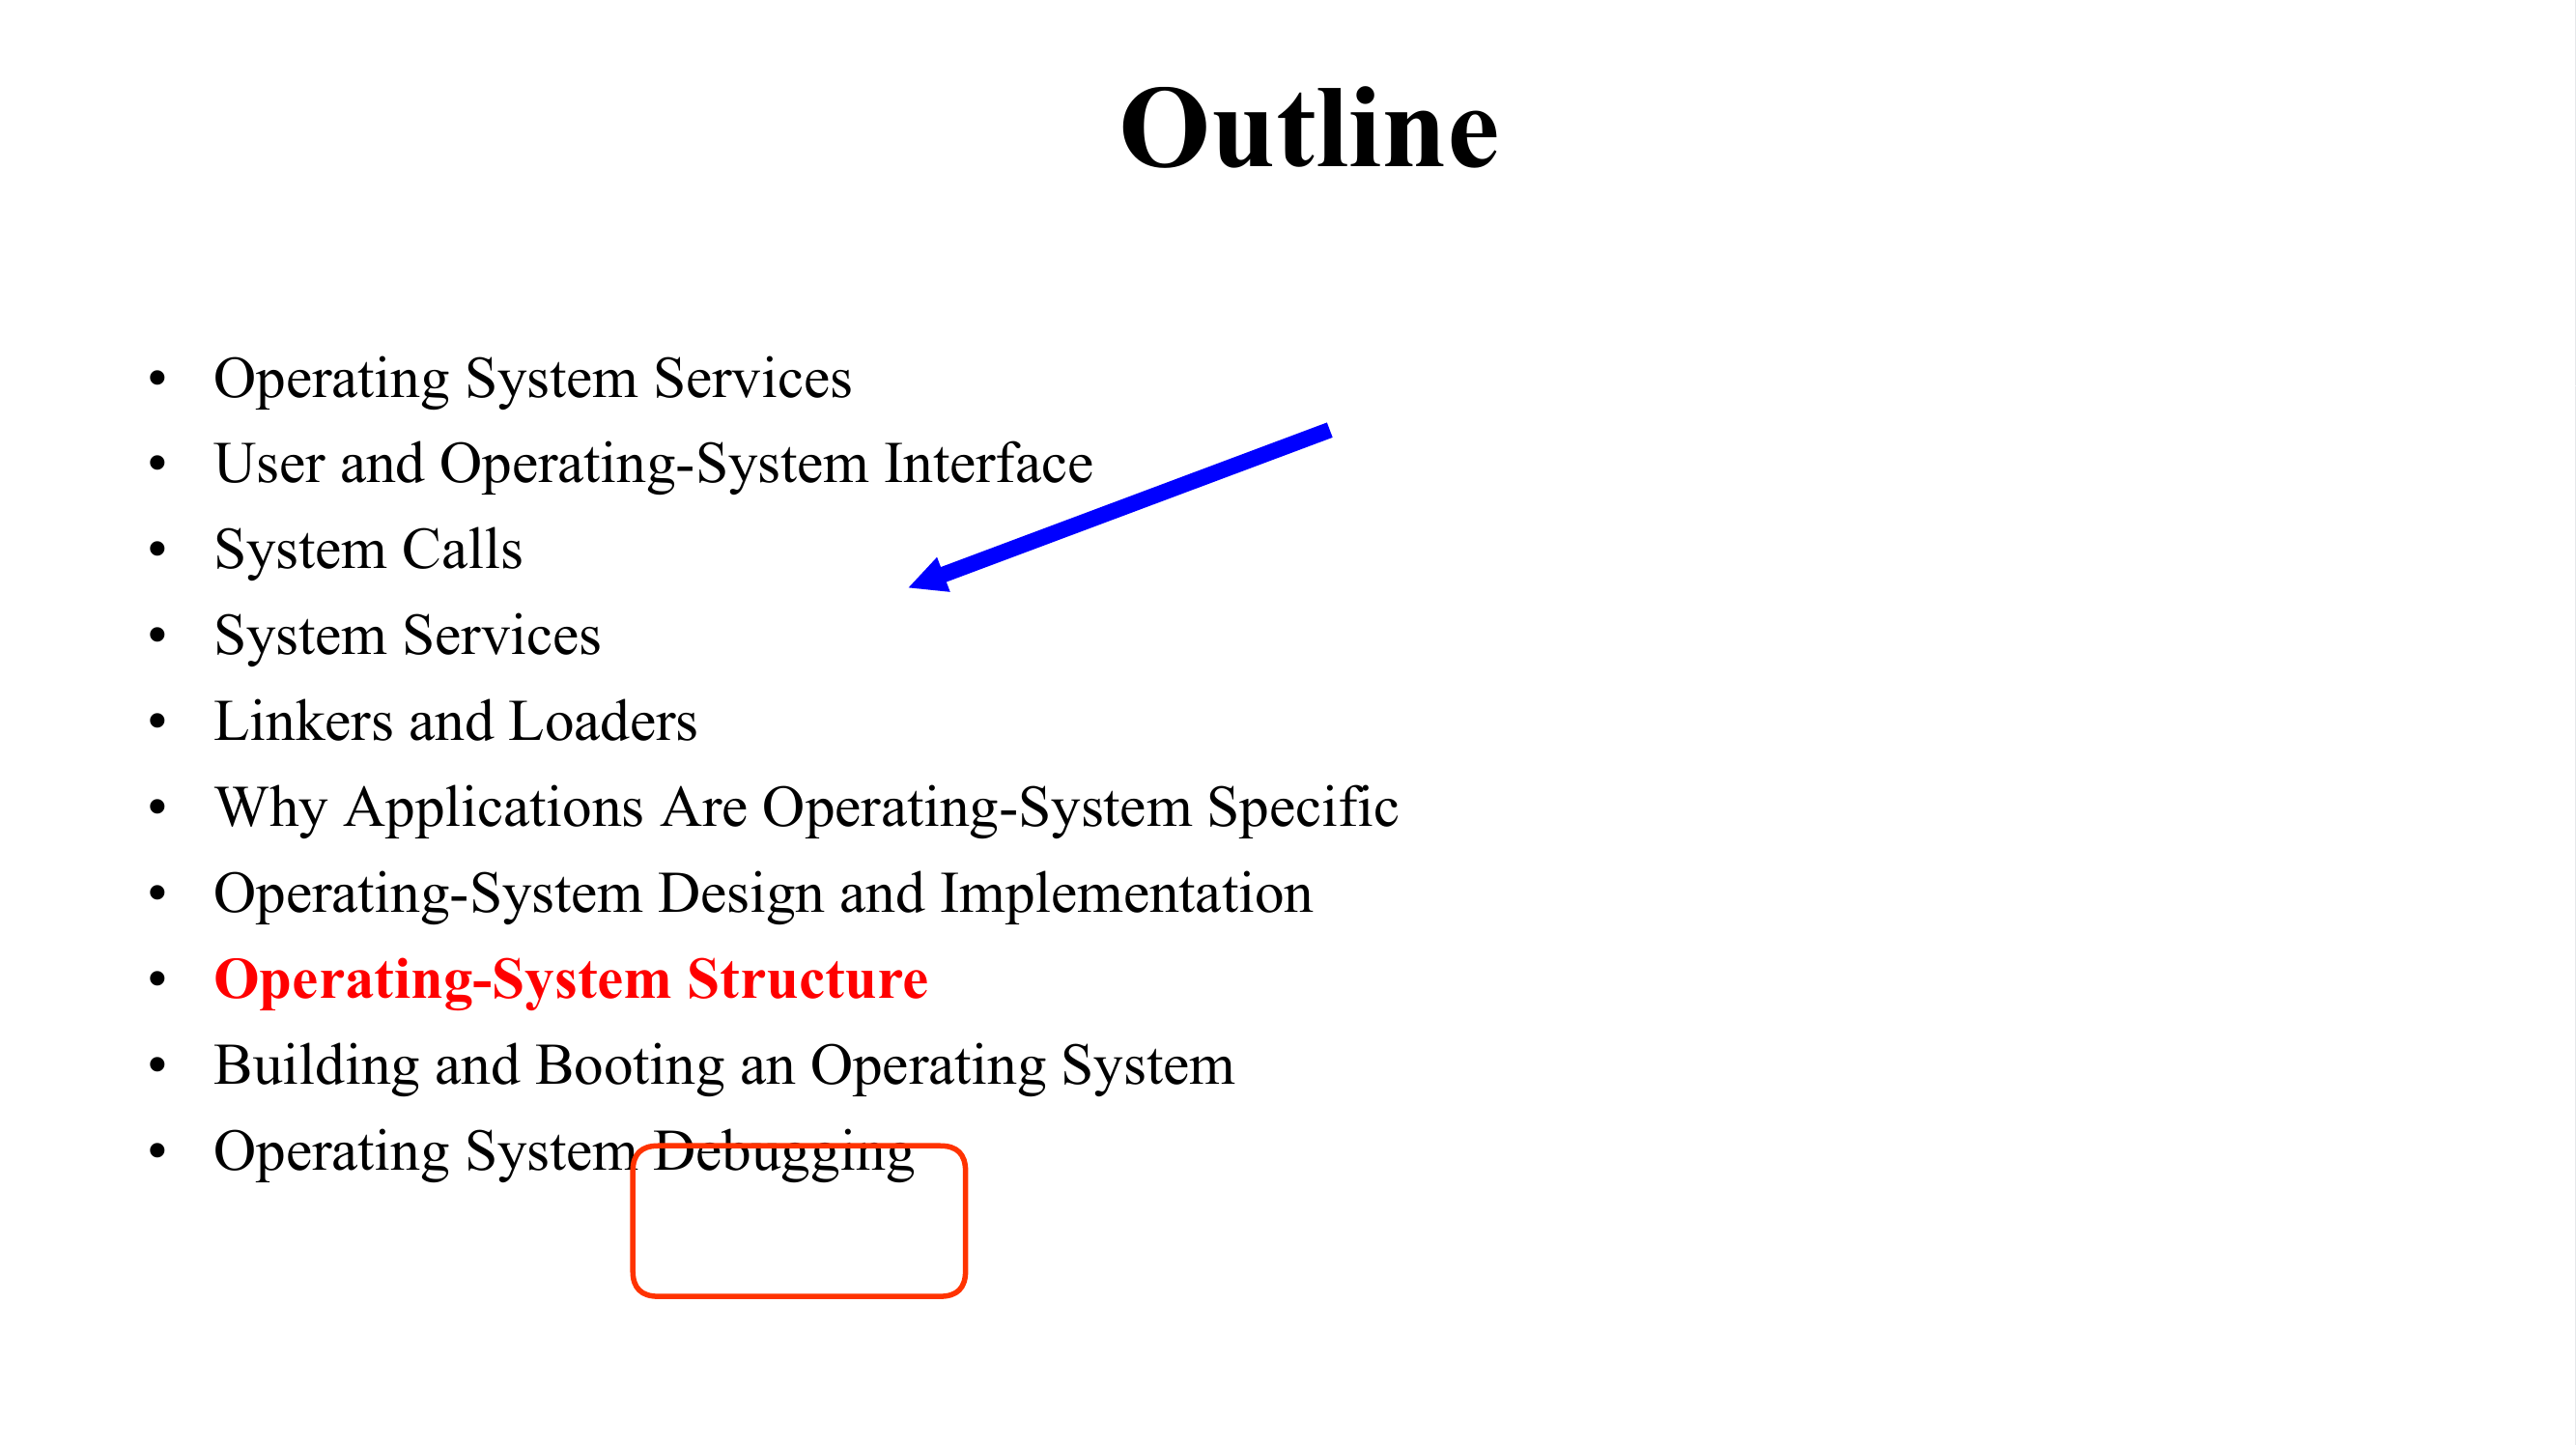 Outline
• Operating System Services
• User and Operating-System Interface
• System Calls
• System Services
• Linkers and Loaders
• Why Applications Are Operating-System Specific
• Operating-System Design and Implementation
• Operating-System Structure
• Building and Booting an Operating System
• Operating System Debugging